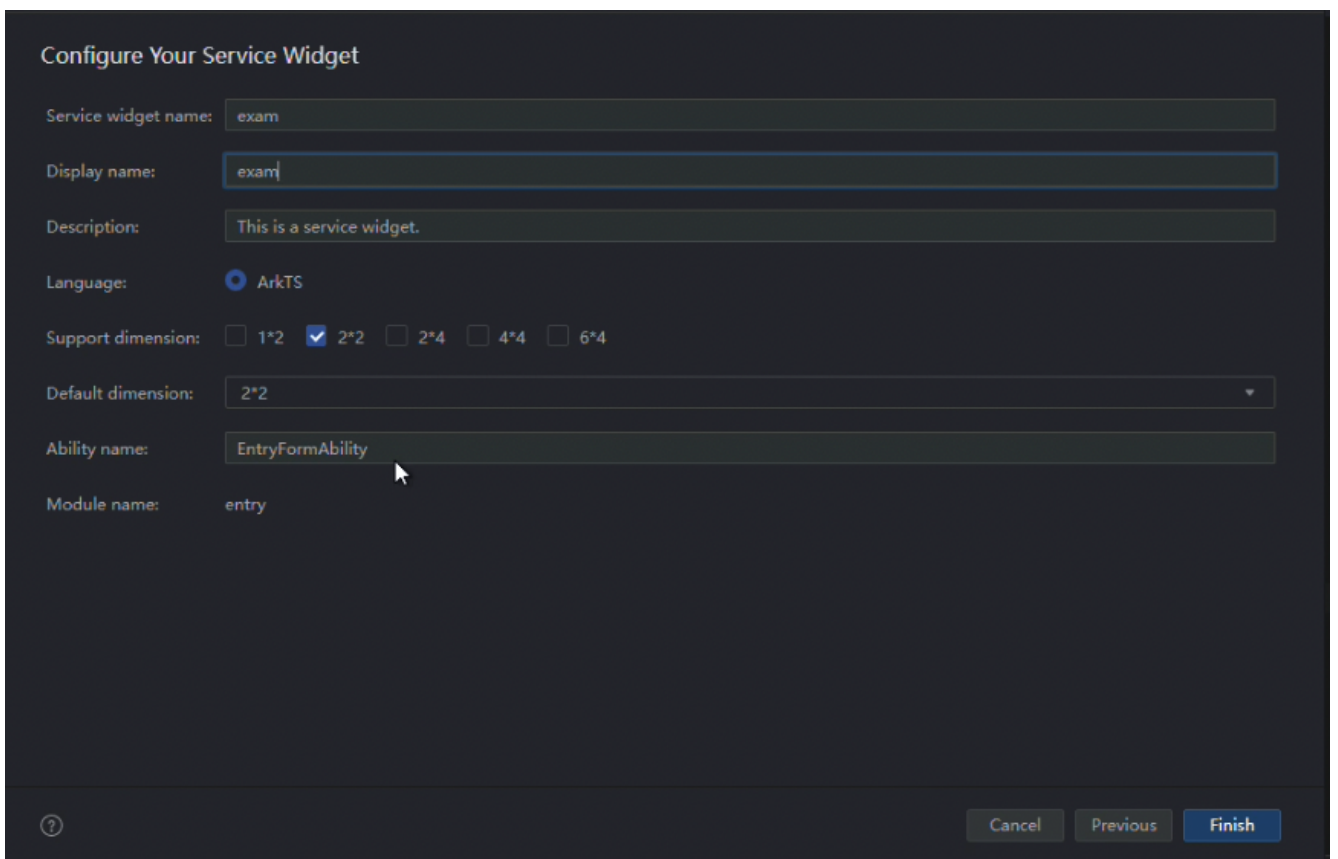 Configure Your Service Widget
Service widget name: exam
Display name: exam
Description: This is a service widget.
Language: ArkTS
Support dimension: 1*2 2*2 2*4 4*4 6*4
Default dimension: 2*2
Ability name: EntryFormAbility
Module name: entry
? Cancel Previous Finish